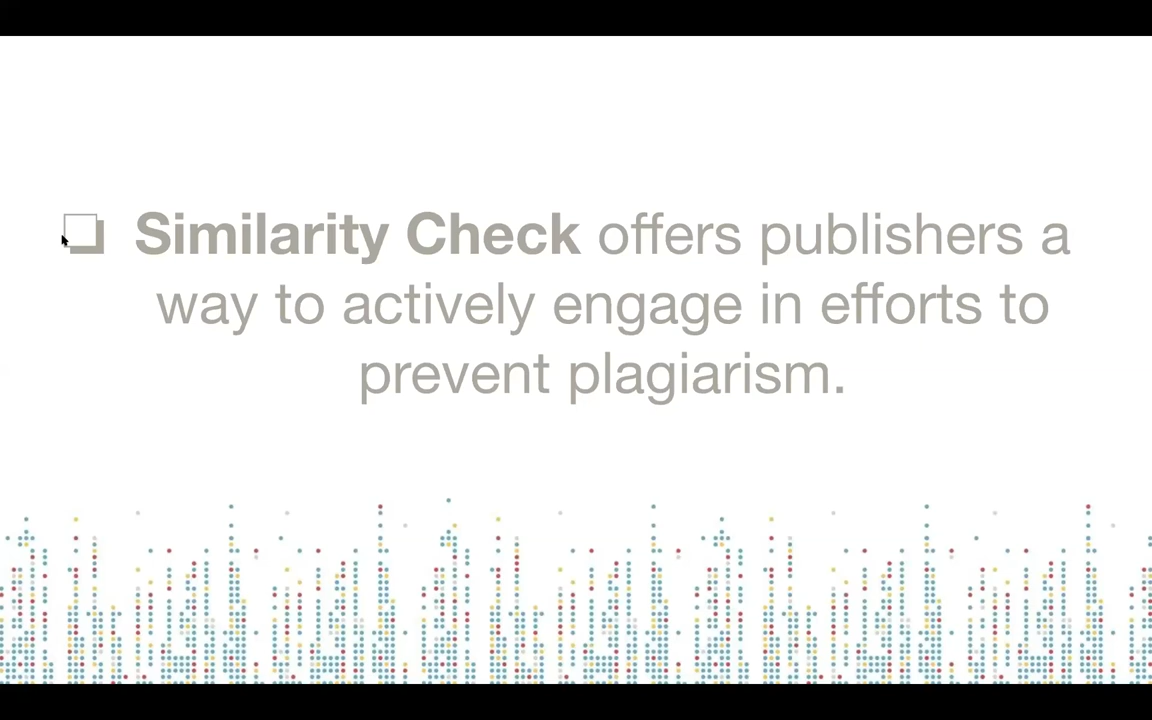 ❏ Similarity Check offers publishers a
way to actively engage in efforts to
prevent plagiarism.